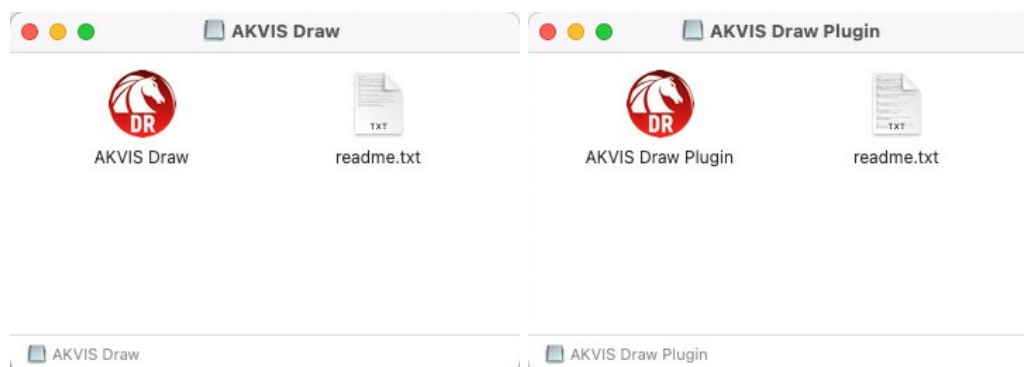 AKVIS Draw
DR
TXT
AKVIS Draw
readme.txt
AKVIS Draw
AKVIS Draw Plugin
DR
TXT
AKVIS Draw Plugin
readme.txt
AKVIS Draw Plugin